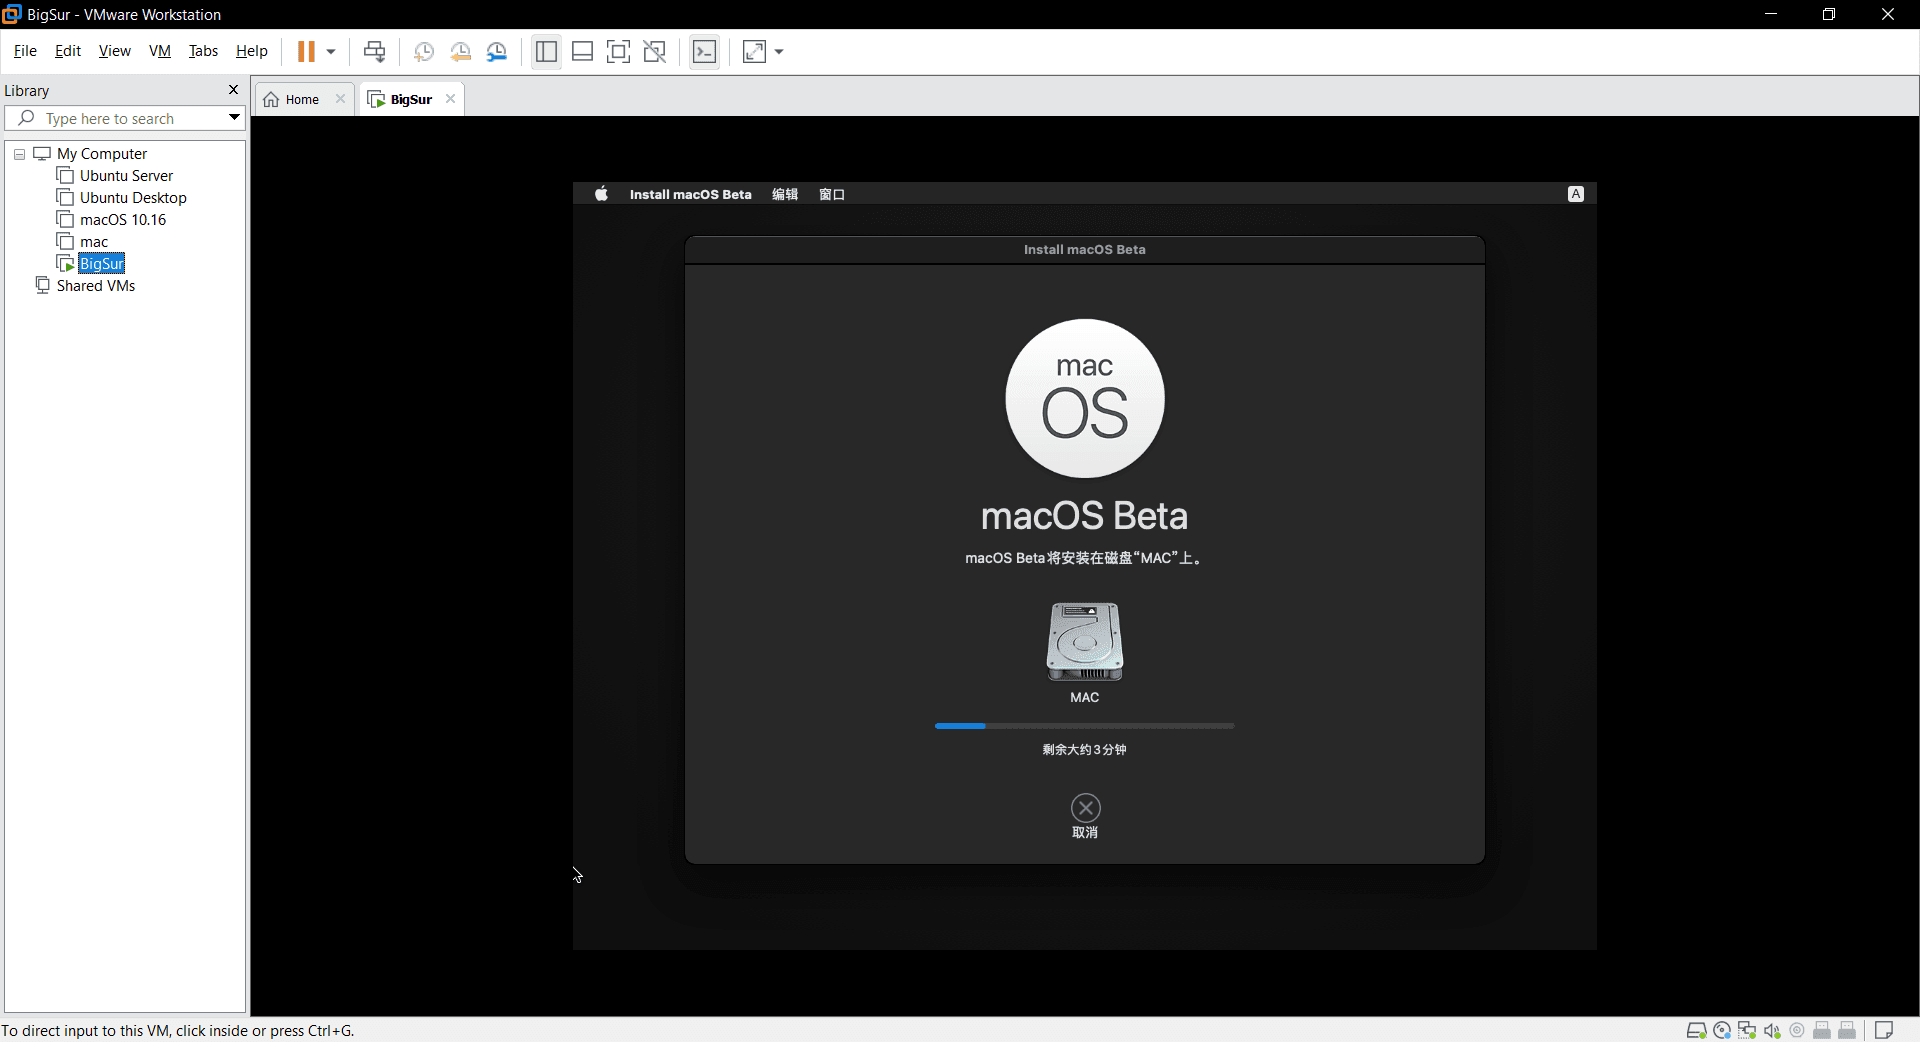 BigSur - VMware Workstation
File Edit View VM Tabs Help
Library
Type here to search
My Computer
Ubuntu Server
Ubuntu Desktop
macOS 10.16
mac
BigSur
Shared VMs
Home
BigSur
Install macOS Beta 编辑 窗口
A
Install macOS Beta
mac
OS
macOS Beta
macOS Beta将安装在磁盘“MAC”上。
MAC
剩余大约3分钟
取消
To direct input to this VM, click inside or press Ctrl+G.